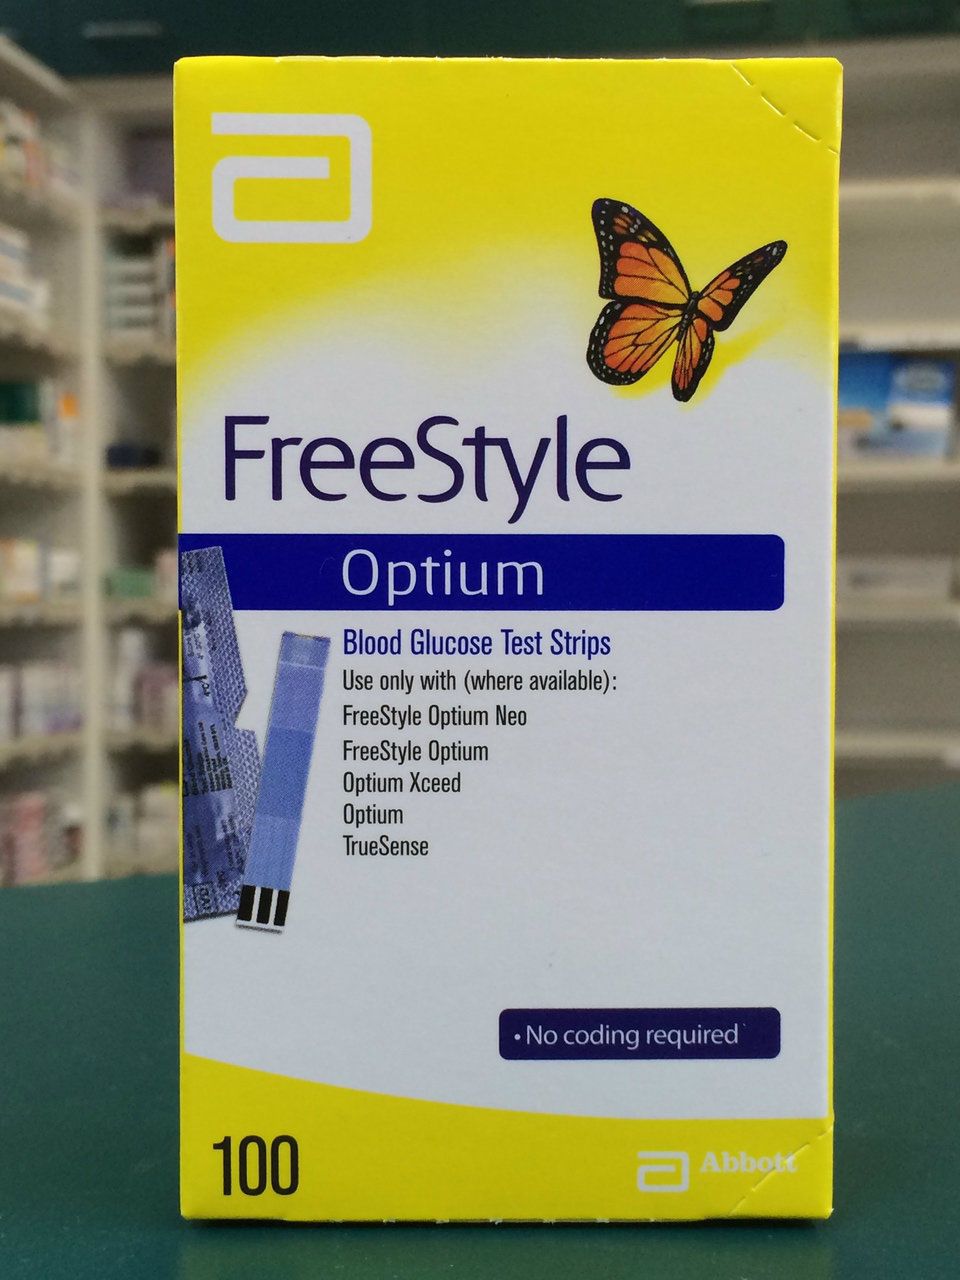 FreeStyle
Optium
Blood Glucose Test Strips
Use only with (where available):
FreeStyle Optium Neo
FreeStyle Optium
Optium Xceed
Optium
TrueSense
• No coding required
100
Abbott